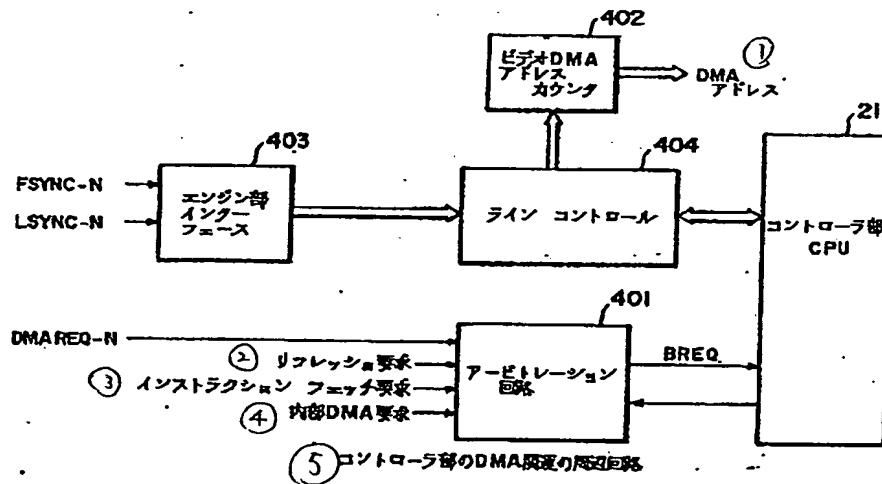 402
ビデオDMA
アドレス
カウンタ
①
DMA
アドレス
21
403
404
FSYNC-N
LSYNC-N
エンジン部
インター
フェース
ライン コントロール
コントローラ部
CPU
401
DMAREQ-N
② リフレッシュ要求
③ インストラクション フェッチ要求
④ 内部DMA要求
アービトレーション
回路
BREQ
⑤ コントローラ部のDMA関連の周辺回路